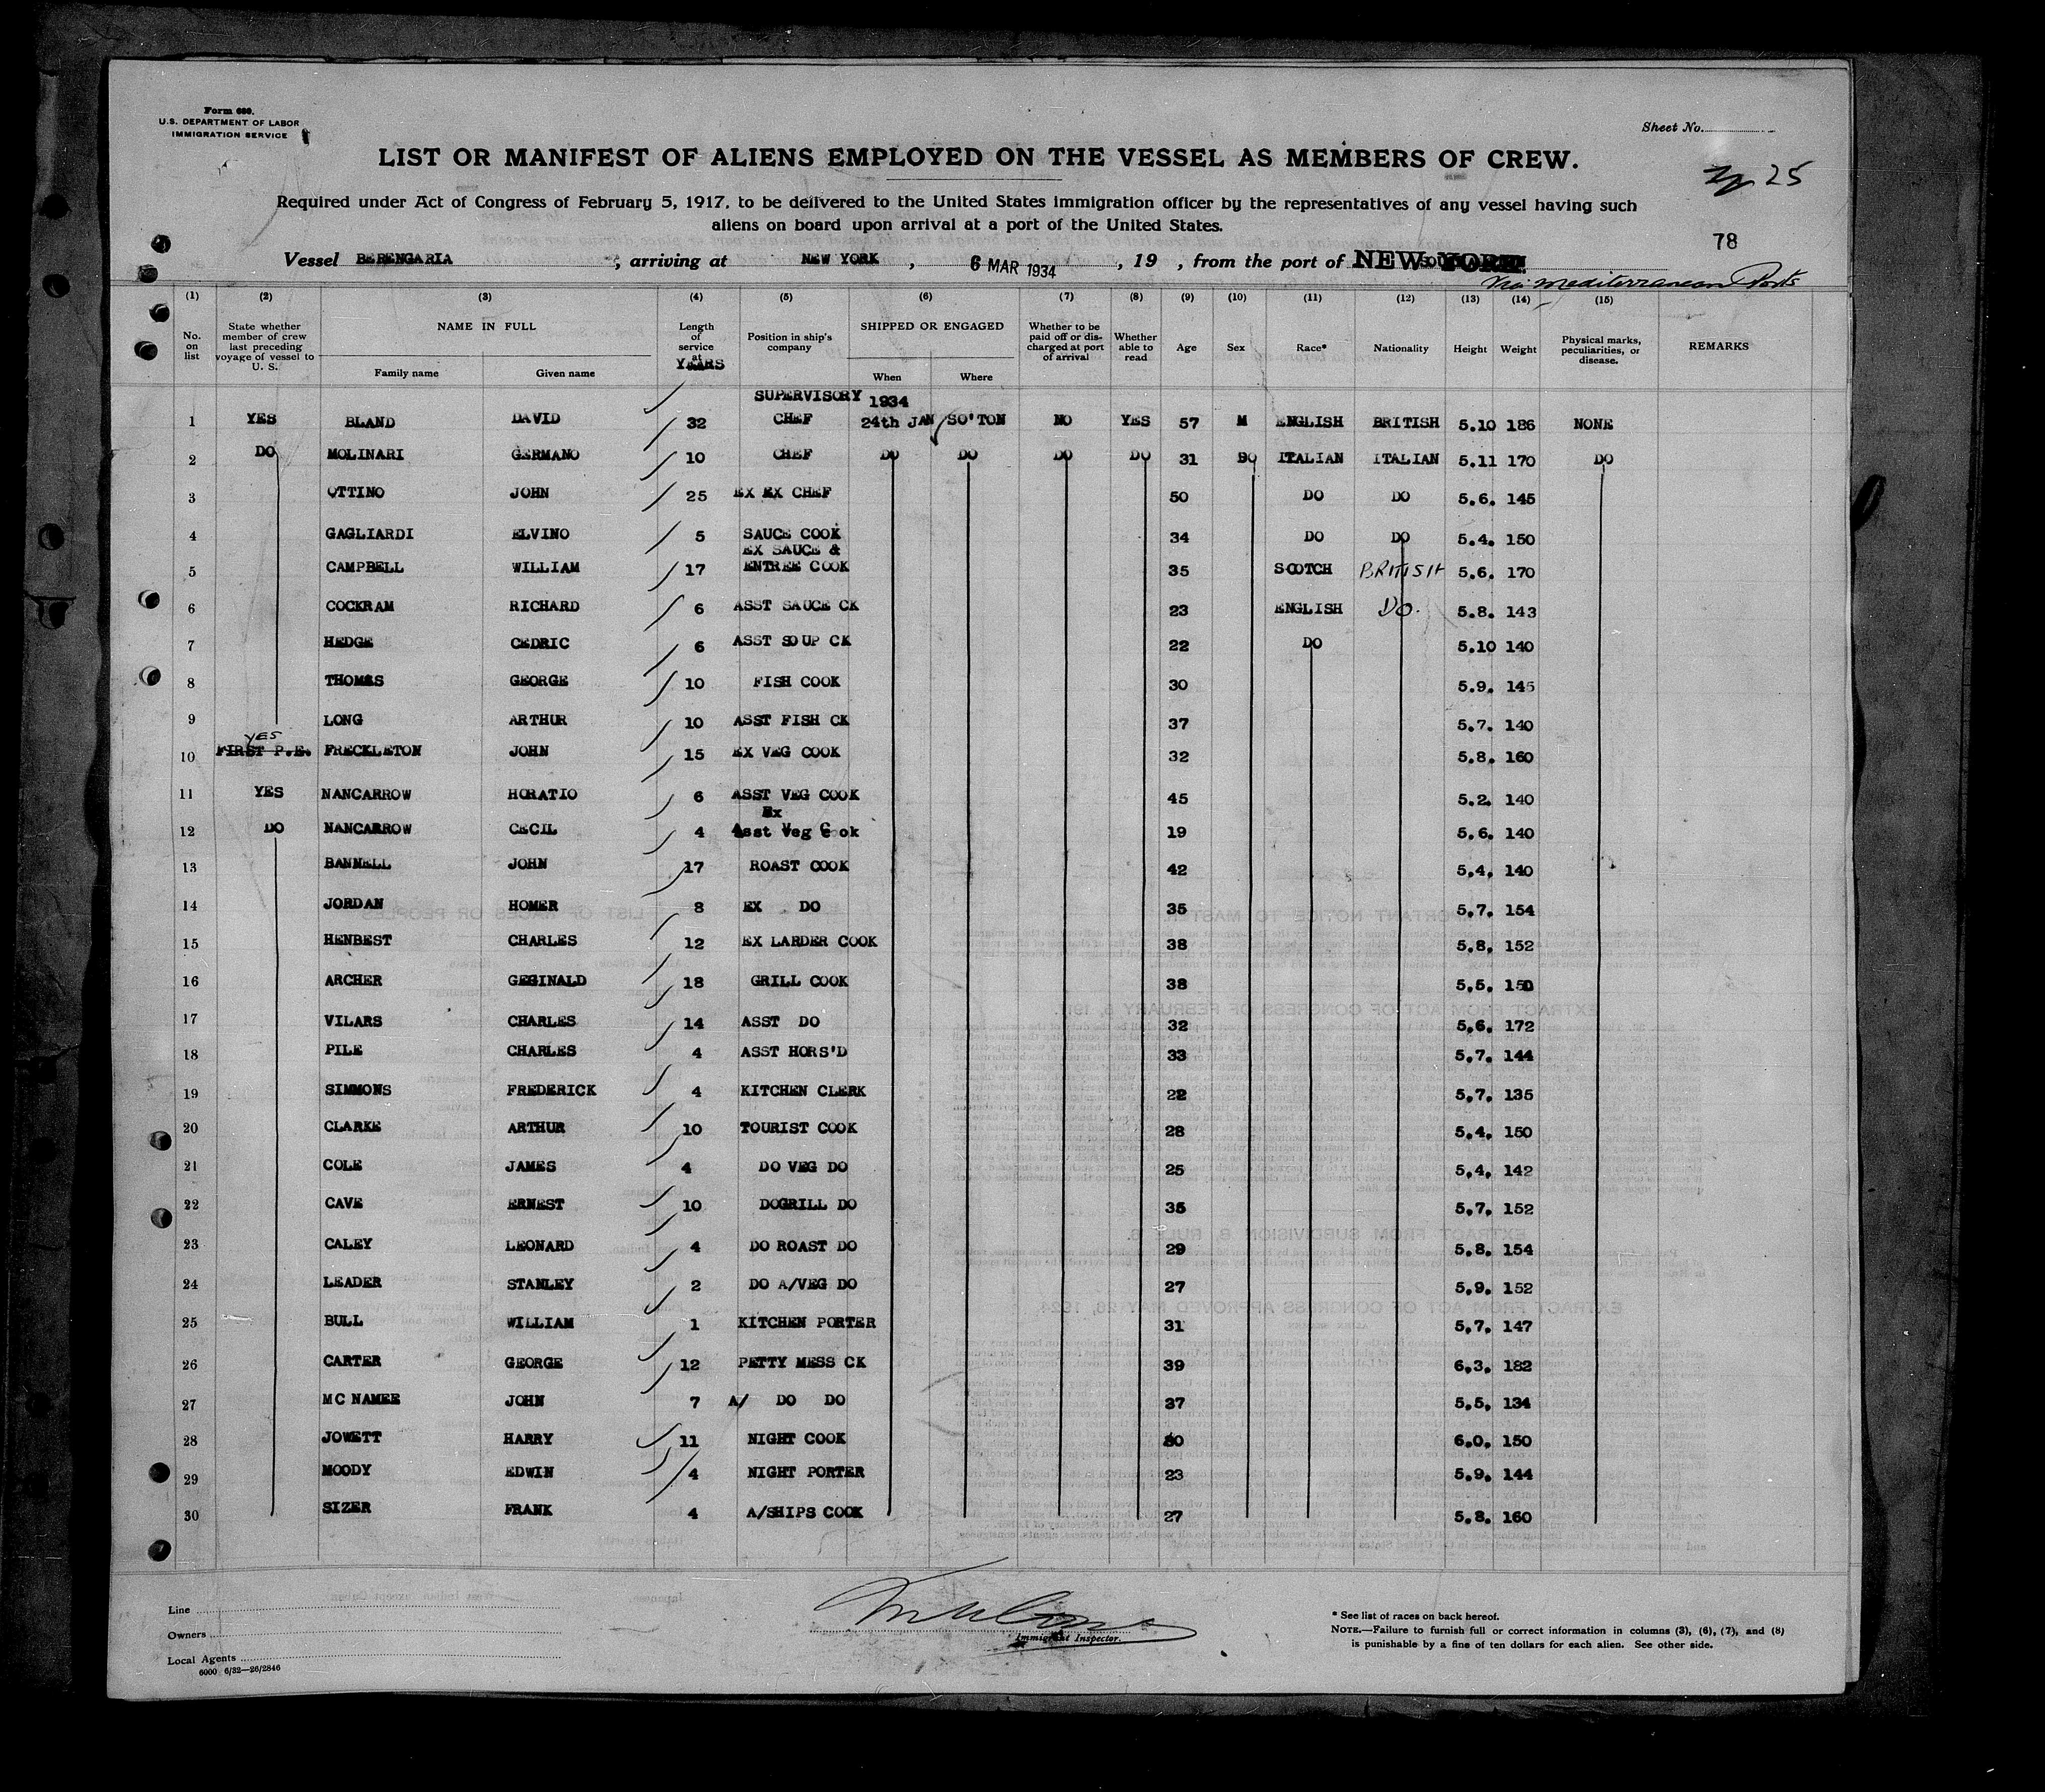 Form 680.
U.S. DEPARTMENT OF LABOR
IMMIGRATION SERVICE
Sheet No.
LIST OR MANIFEST OF ALIENS EMPLOYED ON THE VESSEL AS MEMBERS OF CREW.
25
Required under Act of Congress of February 5, 1917, to be delivered to the United States immigration officer by the representatives of any vessel having such
aliens on board upon arrival at a port of the United States.
78
Vessel BERENGARIA , arriving at NEW YORK , 6 MAR 1934 , 19 , from the port of NEW YORK
Via Mediterranean Ports
(1) (2) (3) (4) (5) (6) (7) (8) (9) (10) (11) (12) (13) (14) (15)
No. on list State whether member of crew last preceding voyage of vessel to U. S. NAME IN FULL Family name Given name Length of service at YEARS Position in ship's company SHIPPED OR ENGAGED When Where Whether to be paid off or discharged at port of arrival Whether able to read Age Sex Race* Nationality Height Weight Physical marks, peculiarities, or disease. REMARKS
SUPERVISORY 1934
1 YES BLAND DAVID 32 CHEF 24th JAN SO'TON NO YES 57 M ENGLISH BRITISH 5.10 186 NONE
2 DO MOLINARI GERMANO 10 CHEF DO DO DO DO 31 DO ITALIAN ITALIAN 5.11 170 DO
3 OTTINO JOHN 25 EX EX CHEF 50 DO DO 5.6. 145
4 GAGLIARDI ELVINO 5 SAUCE COOK 34 DO DO 5.4. 150
EX SAUCE &
5 CAMPBELL WILLIAM 17 ENTREE COOK 35 SCOTCH BRITISH 5.6. 170
6 COCKRAM RICHARD 6 ASST SAUCE CK 23 ENGLISH DO. 5.8. 143
7 HEDGE CEDRIC 6 ASST SOUP CK 22 DO 5.10 140
8 THOMAS GEORGE 10 FISH COOK 30 5.9. 145
9 LONG ARTHUR 10 ASST FISH CK 37 5.7. 140
YES
10 FIRST P.E. FRECKLETON JOHN 15 EX VEG COOK 32 5.8. 160
11 YES NANCARROW HORATIO 6 ASST VEG COOK 45 5.2. 140
Ex
12 DO NANCARROW CECIL 4 Asst Veg Cook 19 5.6. 140
13 BANNELL JOHN 17 ROAST COOK 42 5.4. 140
14 JORDAN HOMER 8 EX DO 35 5.7. 154
15 HENBEST CHARLES 12 EX LARDER COOK 38 5.8. 152
16 ARCHER GEGINALD 18 GRILL COOK 38 5.5. 150
17 VILARS CHARLES 14 ASST DO 32 5.6. 172
18 PILE CHARLES 4 ASST HORS'D 33 5.7. 144
19 SIMMONS FREDERICK 4 KITCHEN CLERK 22 5.7. 135
20 CLARKE ARTHUR 10 TOURIST COOK 28 5.4. 150
21 COLE JAMES 4 DO VEG DO 25 5.4. 142
22 CAVE ERNEST 10 DOGRILL DO 35 5.7. 152
23 CALEY LEONARD 4 DO ROAST DO 29 5.8. 154
24 LEADER STANLEY 2 DO A/VEG DO 27 5.9. 152
25 BULL WILLIAM 1 KITCHEN PORTER 31 5.7. 147
26 CARTER GEORGE 12 PETTY MESS CK 39 6.3. 182
27 MC NAMEE JOHN 7 A/ DO DO 37 5.5. 134
28 JOWETT HARRY 11 NIGHT COOK 30 6.0. 150
29 MOODY EDWIN 4 NIGHT PORTER 23 5.9. 144
30 SIZER FRANK 4 A/SHIPS COOK 27 5.8. 160
Line
Owners
Local Agents
6000 6/32—26/2846
Immigrant Inspector.
* See list of races on back hereof.
NOTE.—Failure to furnish full or correct information in columns (3), (6), (7), and (8)
is punishable by a fine of ten dollars for each alien. See other side.